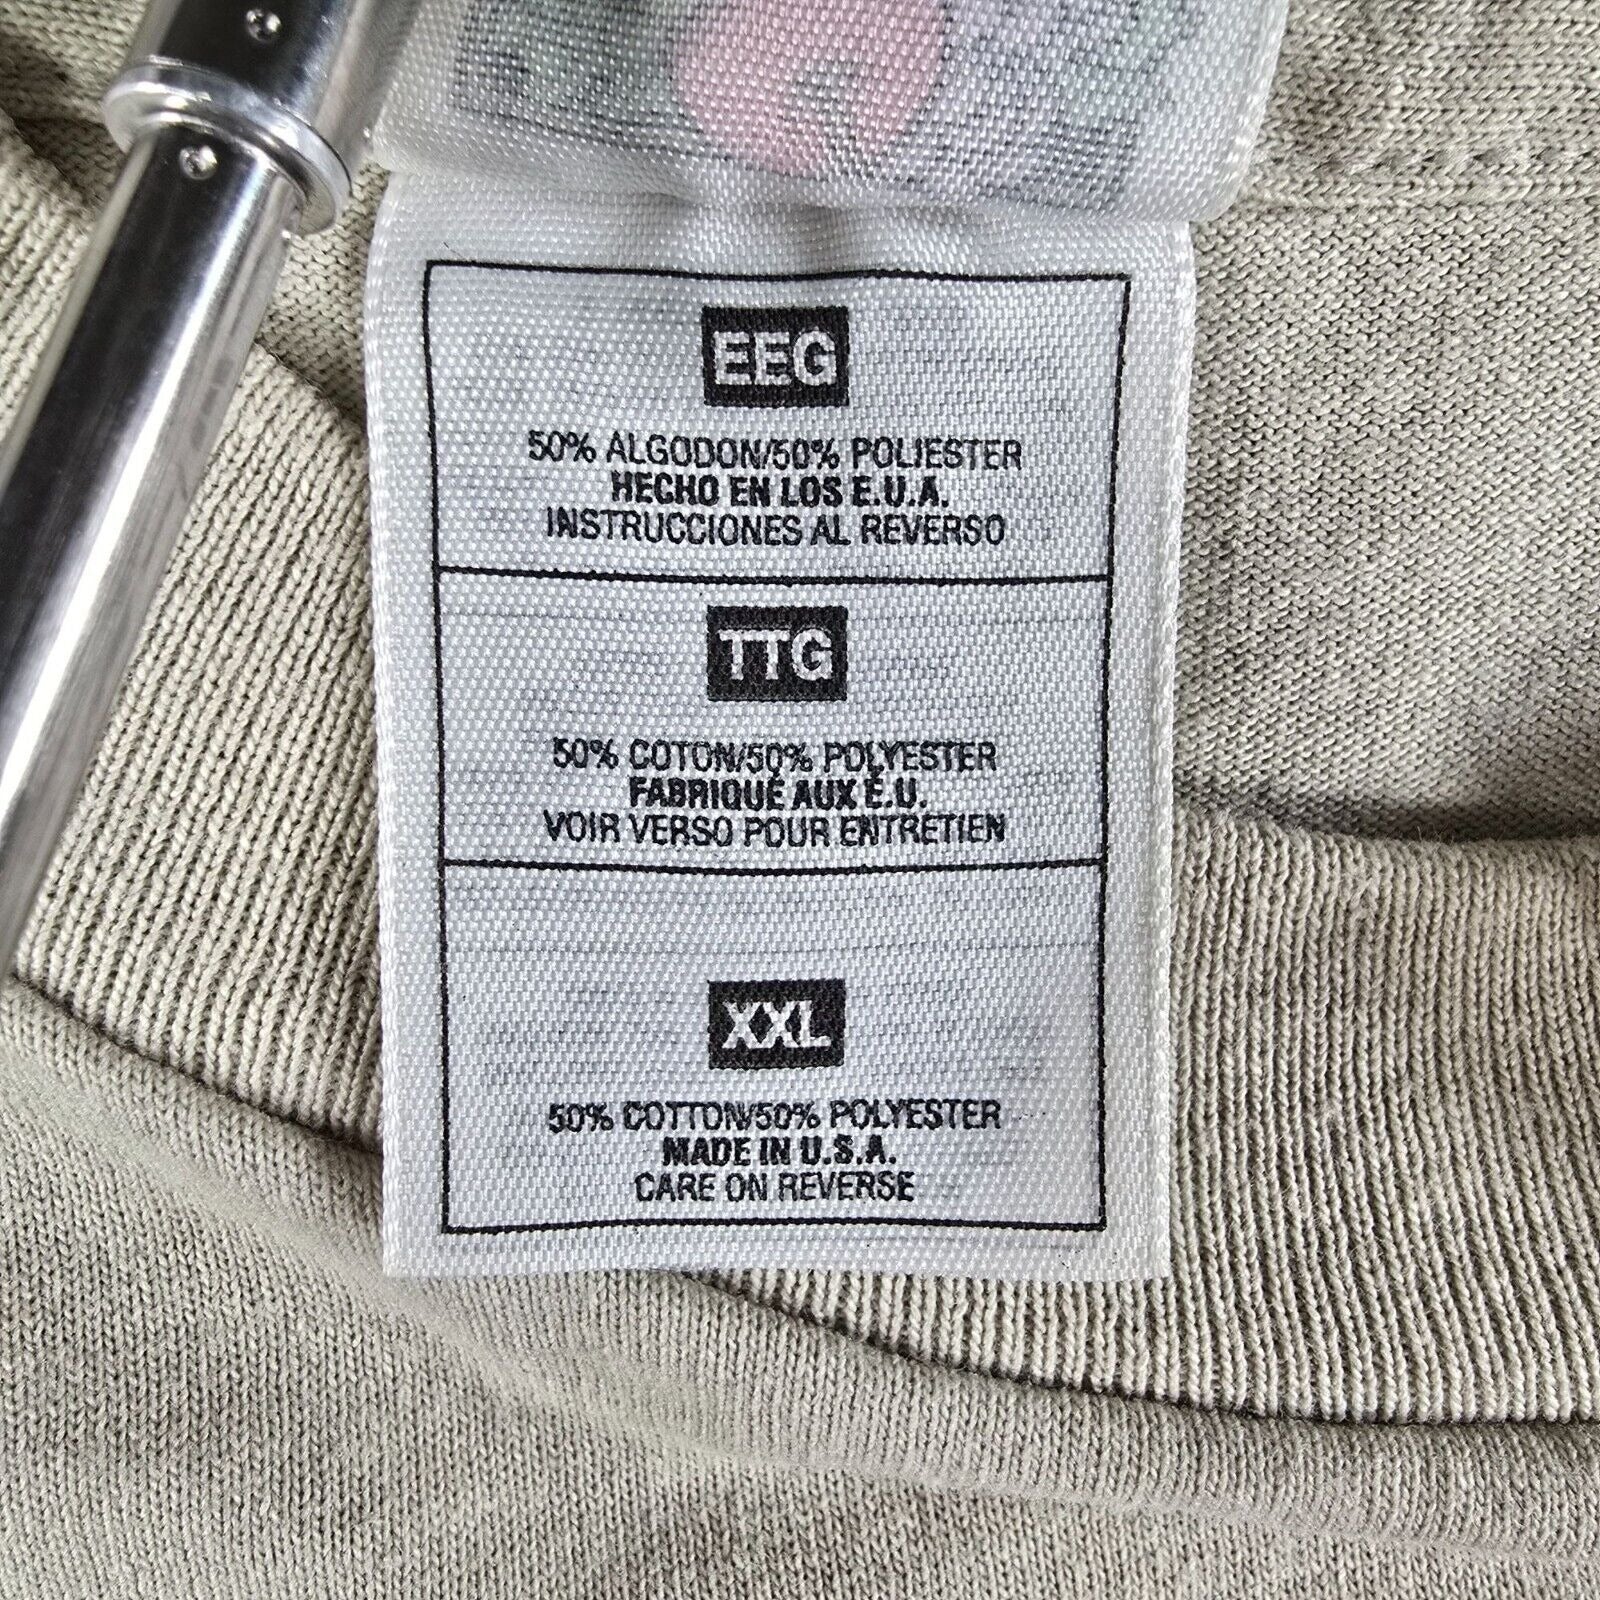 EEG
50% ALGODON/50% POLIESTER
HECHO EN LOS E.U.A.
INSTRUCCIONES AL REVERSO
TTG
50% COTON/50% POLYESTER
FABRIQUÉ AUX É.U.
VOIR VERSO POUR ENTRETIEN
XXL
50% COTTON/50% POLYESTER
MADE IN U.S.A.
CARE ON REVERSE